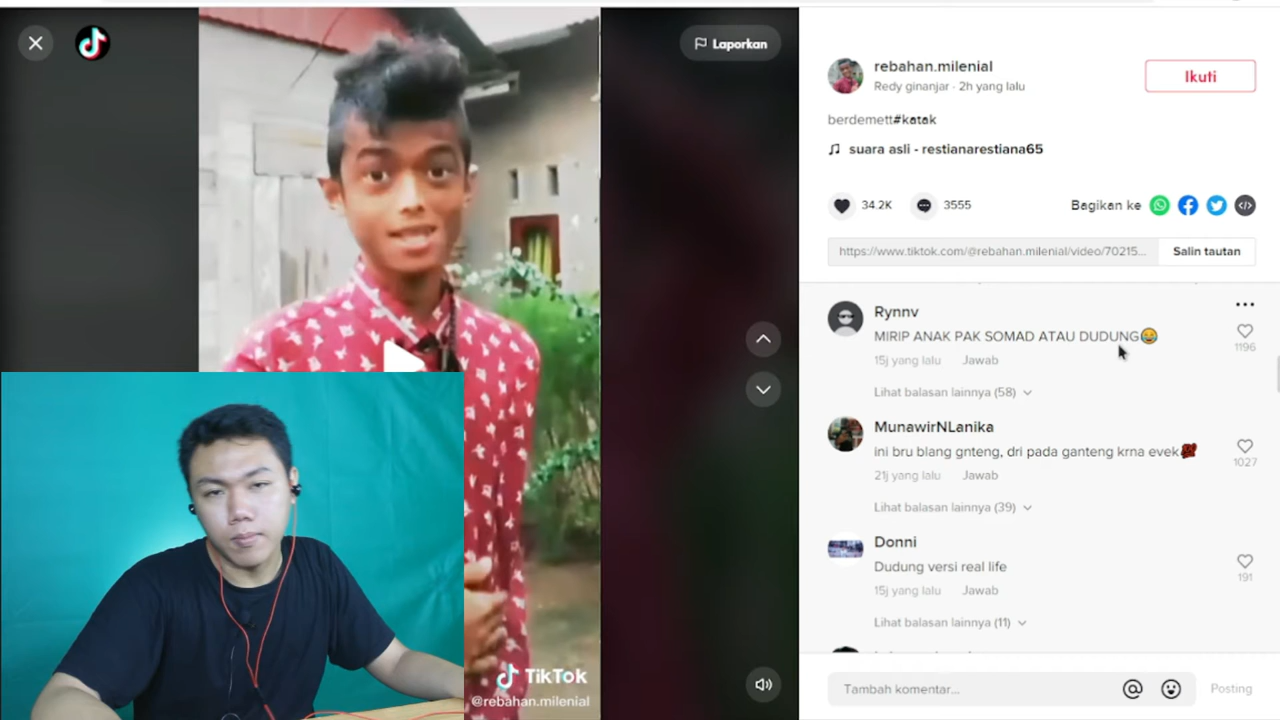 Laporkan
TikTok
@rebahan.milenial
rebahan.milenial
Redy ginanjar · 2h yang lalu
Ikuti
berdemett#katak
suara asli - restianarestiana65
34.2K
3555
Bagikan ke
https://www.tiktok.com/@rebahan.milenial/video/70215...
Salin tautan
Rynnv
MIRIP ANAK PAK SOMAD ATAU DUDUNG😂
1196
15j yang lalu Jawab
Lihat balasan lainnya (58)
MunawirNLanika
ini bru blang gnteng, dri pada ganteng krna evek💯
1027
21j yang lalu Jawab
Lihat balasan lainnya (39)
Donni
Dudung versi real life
191
15j yang lalu Jawab
Lihat balasan lainnya (11)
Tambah komentar...
Posting